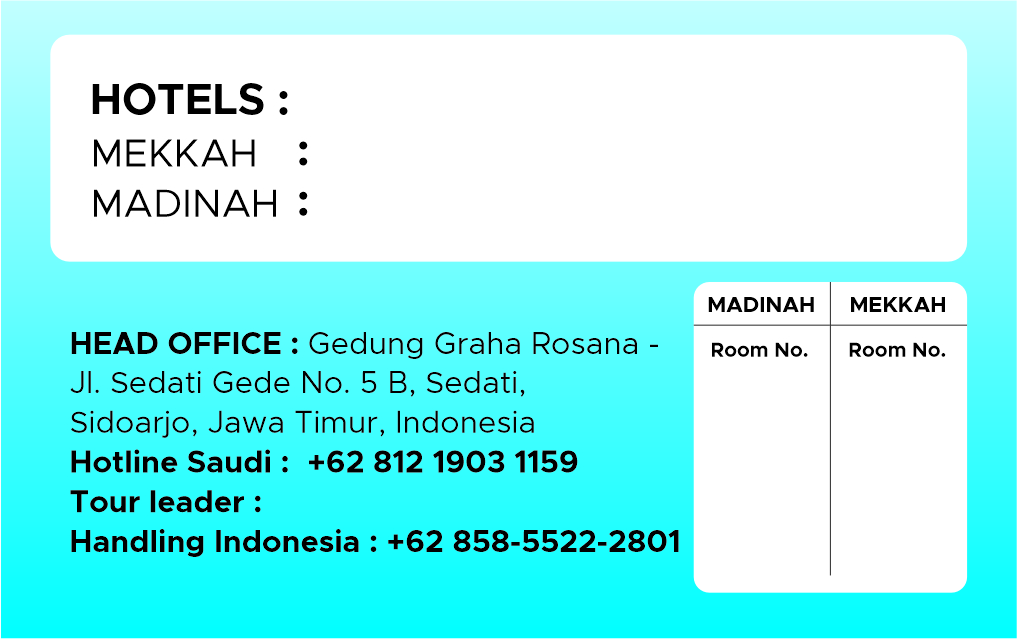 HOTELS :
MEKKAH :
MADINAH :
HEAD OFFICE : Gedung Graha Rosana -
Jl. Sedati Gede No. 5 B, Sedati,
Sidoarjo, Jawa Timur, Indonesia
Hotline Saudi : +62 812 1903 1159
Tour leader :
Handling Indonesia : +62 858-5522-2801
MADINAH MEKKAH
Room No. Room No.